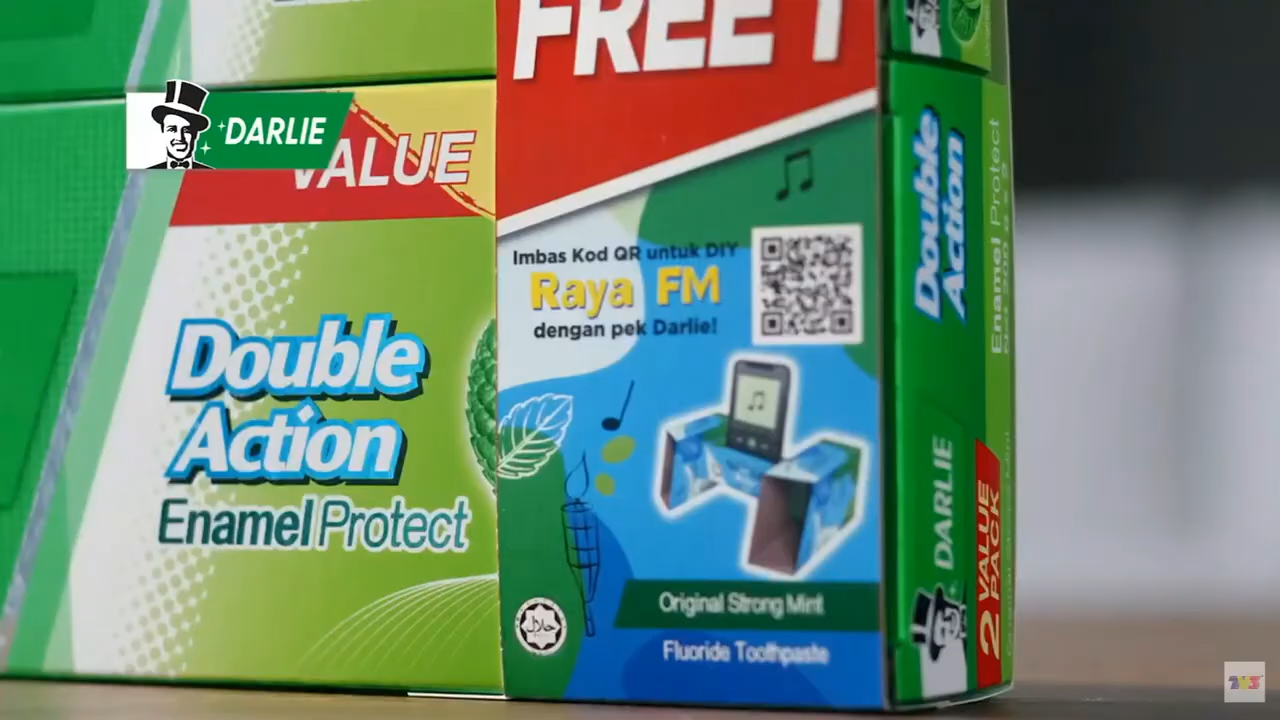 FREE 1
DARLIE
VALUE
Double
Action
Enamel Protect
Imbas Kod QR untuk DIY
Raya FM
dengan pek Darlie!
Original Strong Mint
Fluoride Toothpaste
حلال
Double
Action
Enamel Protect
DARLIE
2 VALUE
PACK